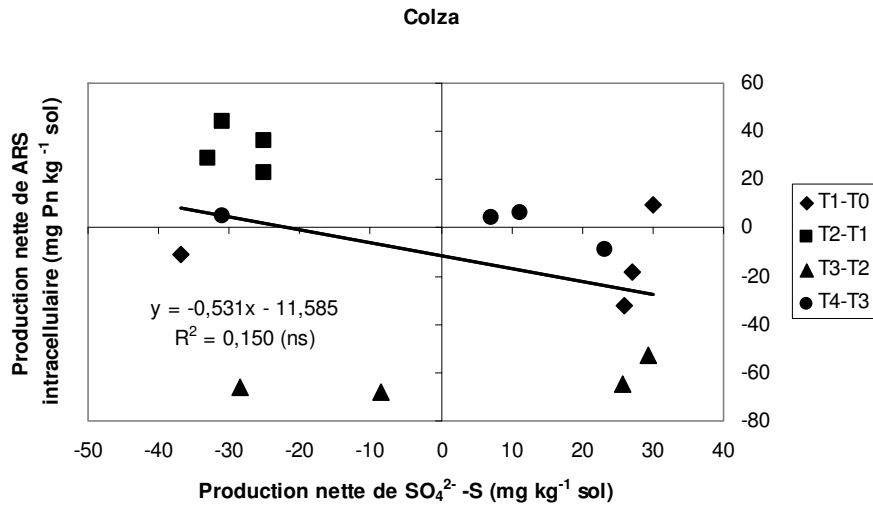 Colza
Production nette de ARS
intracellulaire (mg Pn kg⁻¹ sol)
60
40
20
0
-20
-40
-60
-80
y = -0,531x - 11,585
R² = 0,150 (ns)
T1-T0
T2-T1
T3-T2
T4-T3
-50 -40 -30 -20 -10 0 10 20 30 40
Production nette de SO₄²⁻ -S (mg kg⁻¹ sol)